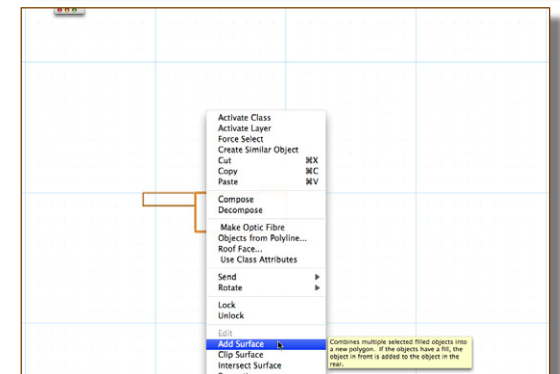 Activate Class
Activate Layer
Force Select
Create Similar Object
Cut ⌘X
Copy ⌘C
Paste ⌘V
Compose
Decompose
Make Optic Fibre
Objects from Polyline...
Roof Face...
Use Class Attributes
Send
Rotate
Lock
Unlock
Edit
Add Surface
Clip Surface
Intersect Surface
Combines multiple selected filled objects into
a new polygon. If the objects have a fill, the
object in front is added to the object in the
rear.